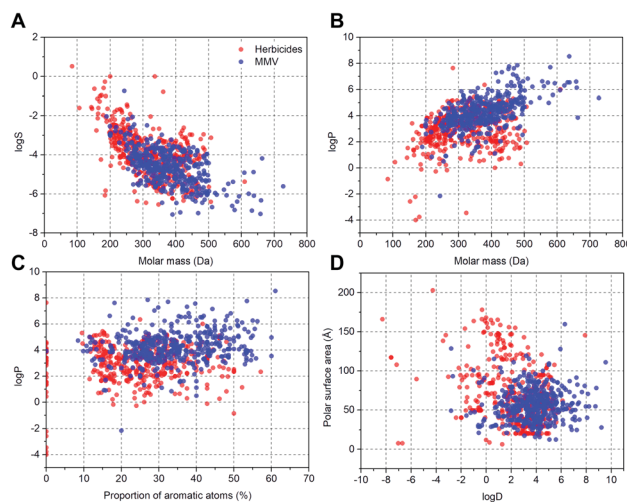 A
2
0
-2
-4
-6
-8
logS
0 100 200 300 400 500 600 700 800
Molar mass (Da)
Herbicides
MMV
B
10
8
6
4
2
0
-2
-4
logP
0 100 200 300 400 500 600 700 800
Molar mass (Da)
C
10
8
6
4
2
0
-2
-4
logP
0 10 20 30 40 50 60 70
Proportion of aromatic atoms (%)
D
200
150
100
50
0
Polar surface area (Å)
-10 -8 -6 -4 -2 0 2 4 6 8 10
logD